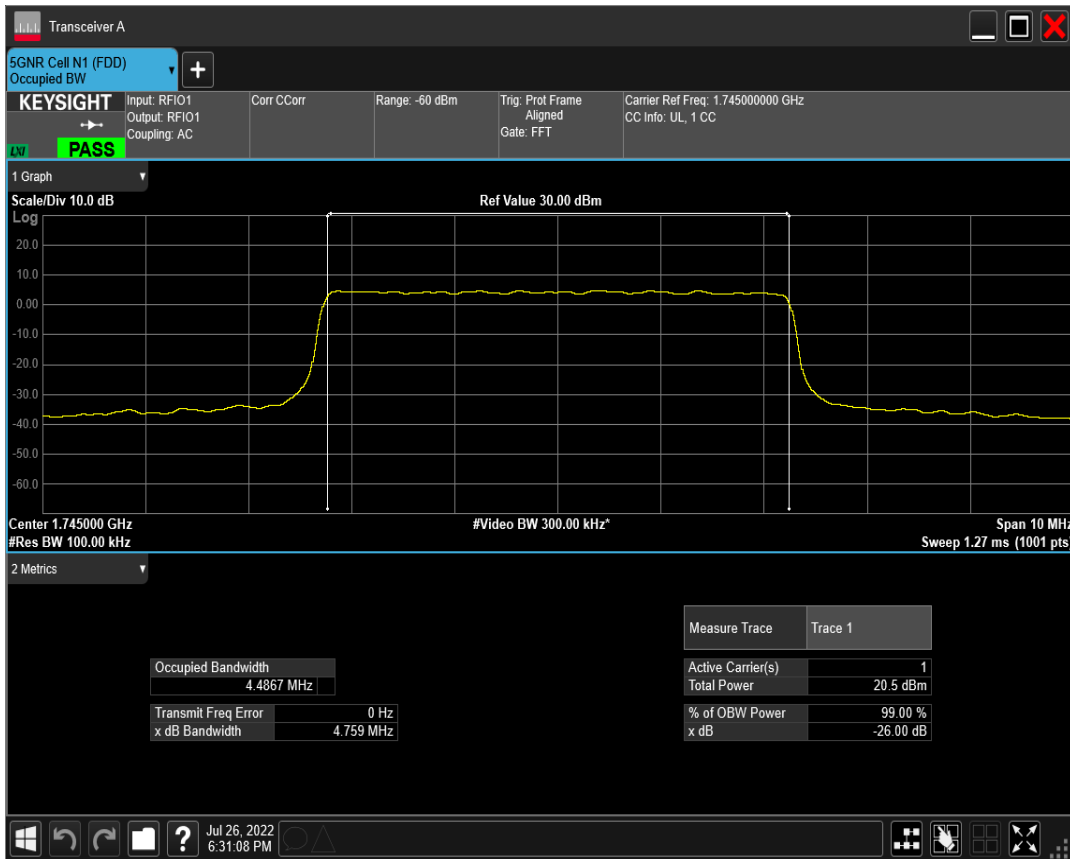 Transceiver A
5GNR Cell N1 (FDD)
Occupied BW
+
KEYSIGHT
LXI
PASS
Input: RFIO1
Output: RFIO1
Coupling: AC
Corr CCorr
Range: -60 dBm
Trig: Prot Frame
Aligned
Gate: FFT
Carrier Ref Freq: 1.745000000 GHz
CC Info: UL, 1 CC
1 Graph
Scale/Div 10.0 dB
Ref Value 30.00 dBm
Log
20.0
10.0
0.00
-10.0
-20.0
-30.0
-40.0
-50.0
-60.0
Center 1.745000 GHz
#Video BW 300.00 kHz*
Span 10 MHz
#Res BW 100.00 kHz
Sweep 1.27 ms (1001 pts)
2 Metrics
Measure Trace Trace 1
Occupied Bandwidth
4.4867 MHz
Active Carrier(s) 1
Total Power 20.5 dBm
Transmit Freq Error 0 Hz
x dB Bandwidth 4.759 MHz
% of OBW Power 99.00 %
x dB -26.00 dB
?
Jul 26, 2022
6:31:08 PM